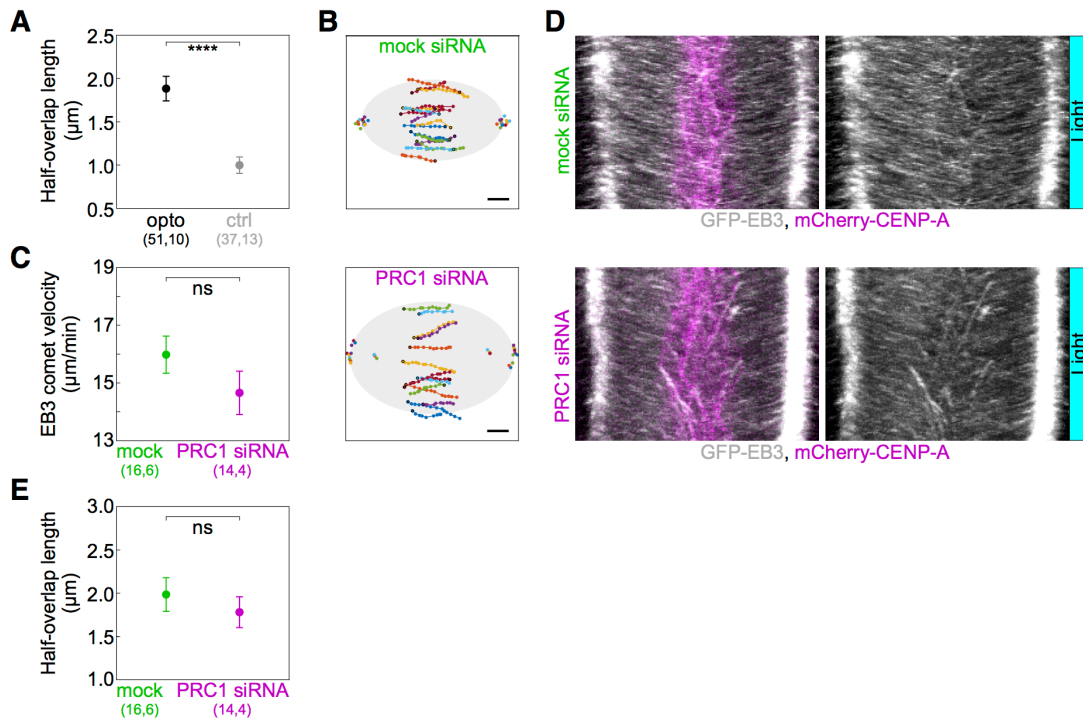 A
2.5
2.0
1.5
1.0
0.5
Half-overlap length
(μm)
****
opto
(51,10)
ctrl
(37,13)
B
mock siRNA
PRC1 siRNA
C
19
17
15
13
EB3 comet velocity
(μm/min)
ns
mock
(16,6)
PRC1 siRNA
(14,4)
D
mock siRNA
Light
GFP-EB3, mCherry-CENP-A
PRC1 siRNA
Light
GFP-EB3, mCherry-CENP-A
E
3.0
2.5
2.0
1.5
1.0
Half-overlap length
(μm)
ns
mock
(16,6)
PRC1 siRNA
(14,4)